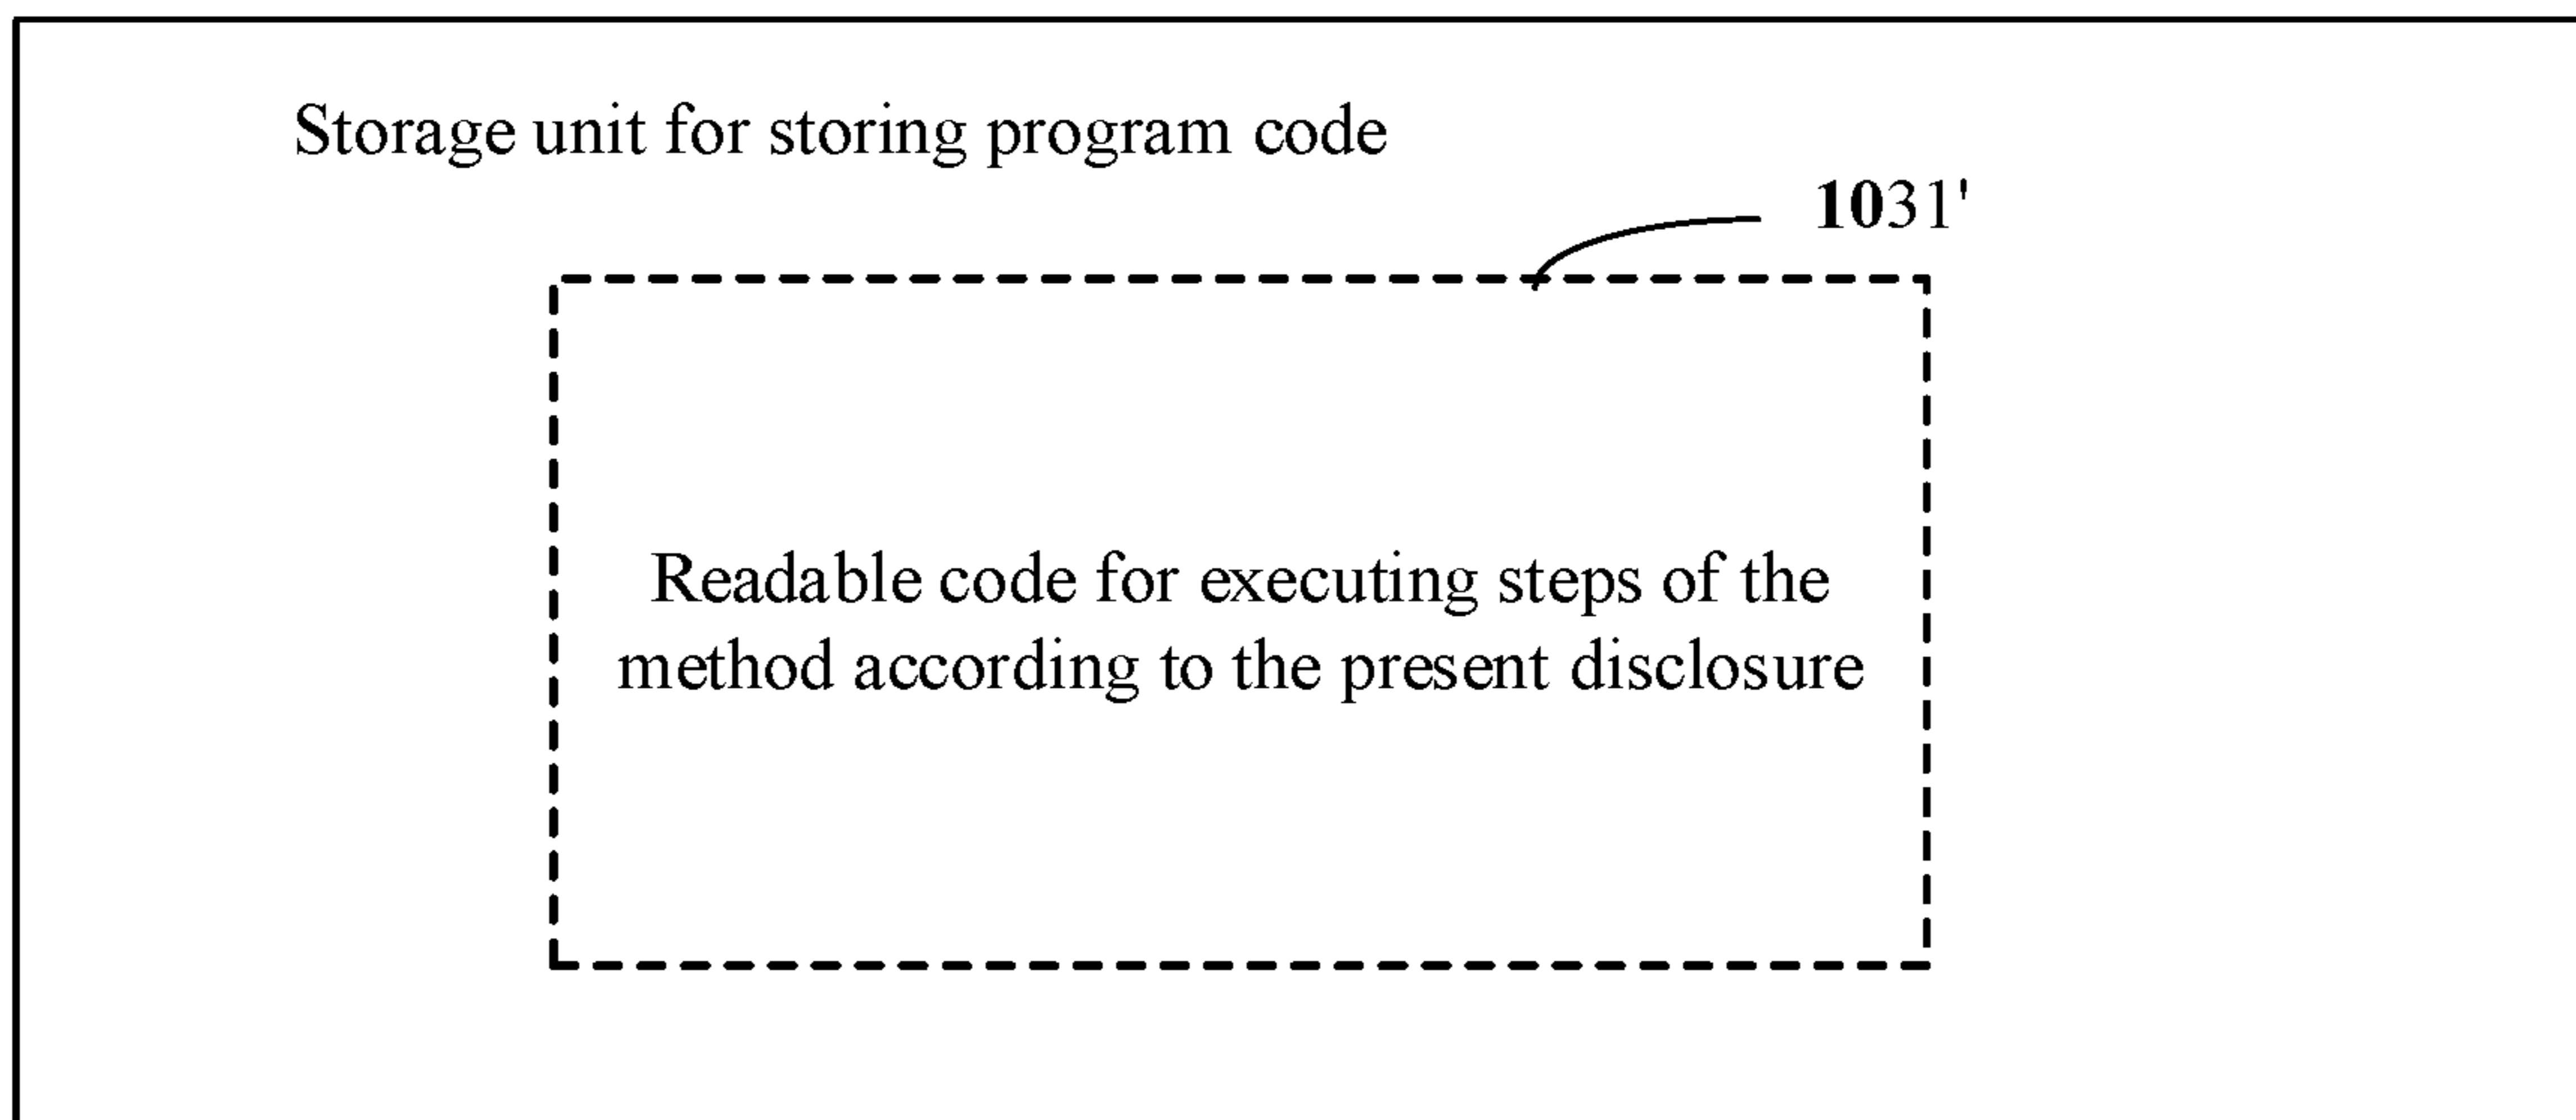 Storage unit for storing program code
1031'
Readable code for executing steps of the
method according to the present disclosure